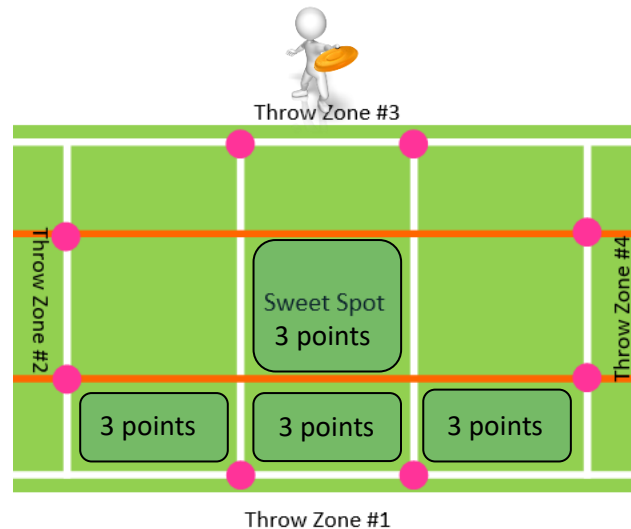 Throw Zone #3
Throw Zone #2
Sweet Spot
3 points
Throw Zone #4
3 points
3 points
3 points
Throw Zone #1